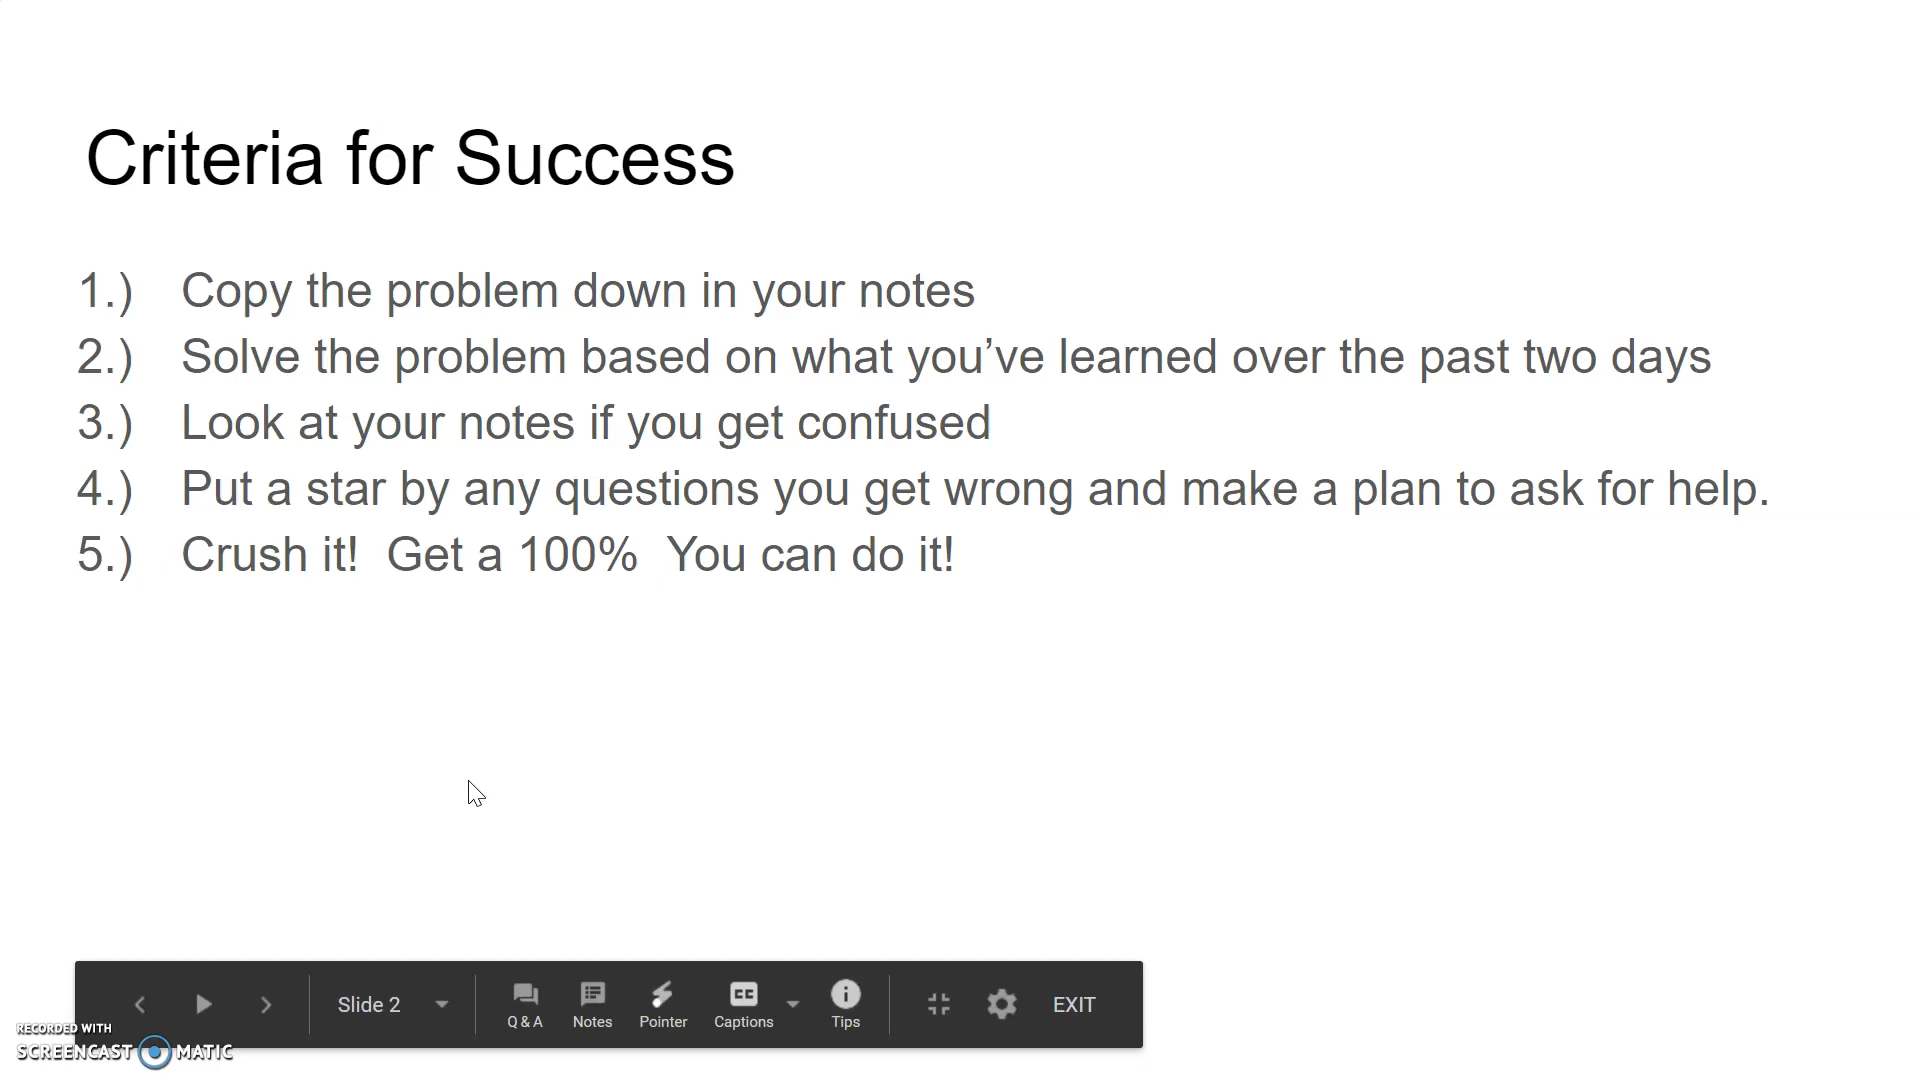 Criteria for Success
1.) Copy the problem down in your notes
2.) Solve the problem based on what you’ve learned over the past two days
3.) Look at your notes if you get confused
4.) Put a star by any questions you get wrong and make a plan to ask for help.
5.) Crush it!  Get a 100%  You can do it!
Slide 2
Q & A
Notes
Pointer
CC
Captions
Tips
EXIT
RECORDED WITH
SCREENCAST MATIC